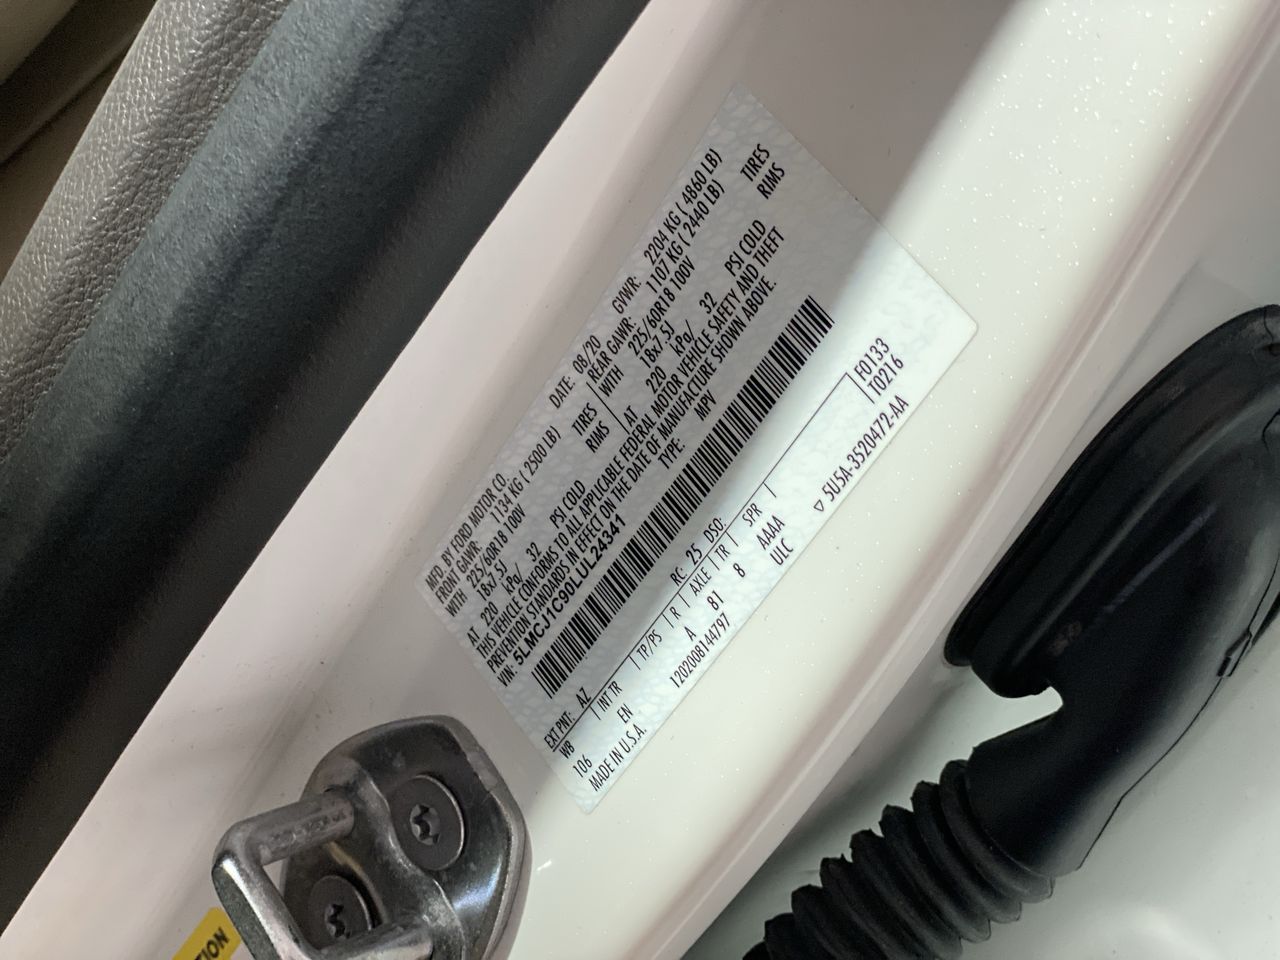 MFD. BY FORD MOTOR CO. DATE: 08/20 GVWR: 2204 KG ( 4860 LB)
FRONT GAWR: 1134 KG ( 2500 LB) REAR GAWR: 1107 KG ( 2440 LB)
WITH 225/60R18 100V TIRES WITH 225/60R18 100V TIRES
18x7.5J RIMS 18x7.5J RIMS
AT 220 kPa/ 32 PSI COLD AT 220 kPa/ 32 PSI COLD
THIS VEHICLE CONFORMS TO ALL APPLICABLE FEDERAL MOTOR VEHICLE SAFETY AND THEFT
PREVENTION STANDARDS IN EFFECT ON THE DATE OF MANUFACTURE SHOWN ABOVE.
VIN: 5LMCJ1C90LUL24341 TYPE: MPV
EXT PNT: AZ RC: 25 DSO: F0133
WB INT TR TP/PS R AXLE TR SPR T0216
106 EN A B1 8 AAAA
MADE IN U.S.A. 1202008144797 ULC ▽ 5U5A-3520472-AA
TION